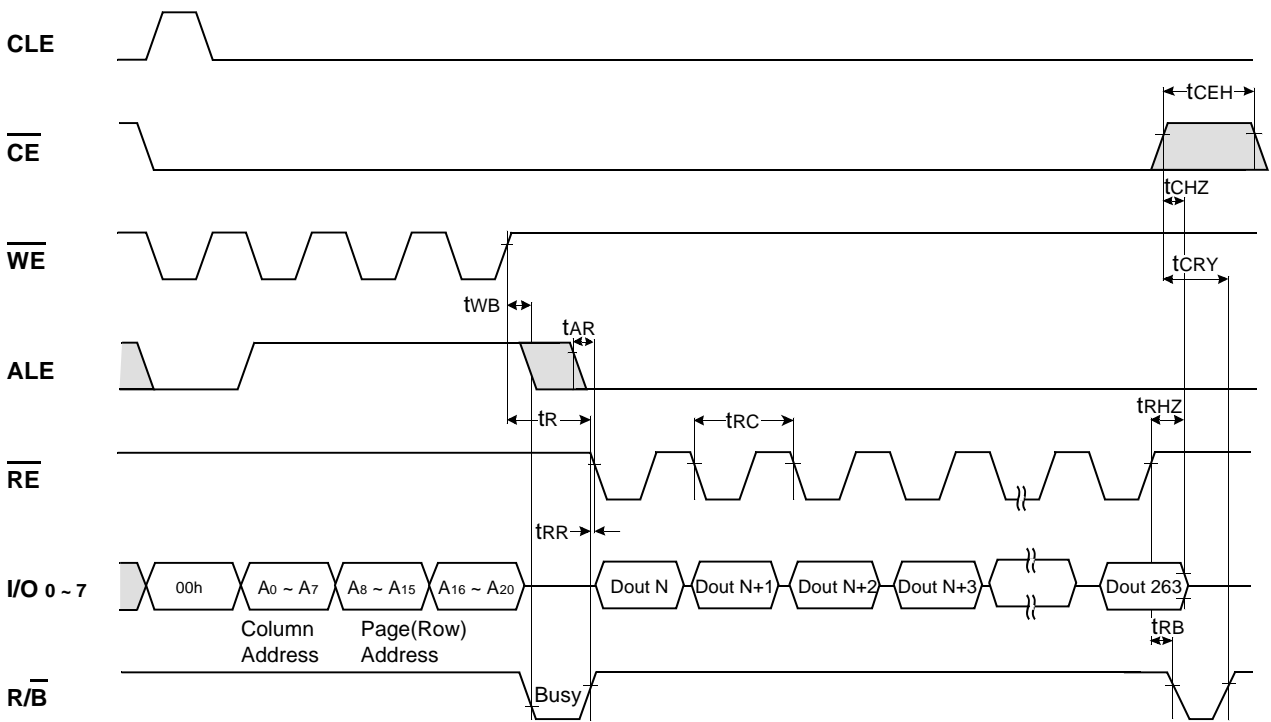 CLE
tCEH
CE
tCHZ
WE
tCRY
tWB
tAR
ALE
tR
tRC
tRHZ
RE
tRR
I/O 0 ~ 7
00h
A0 ~ A7
A8 ~ A15
A16 ~ A20
Dout N
Dout N+1
Dout N+2
Dout N+3
Dout 263
Column
Address
Page(Row)
Address
tRB
R/B
Busy